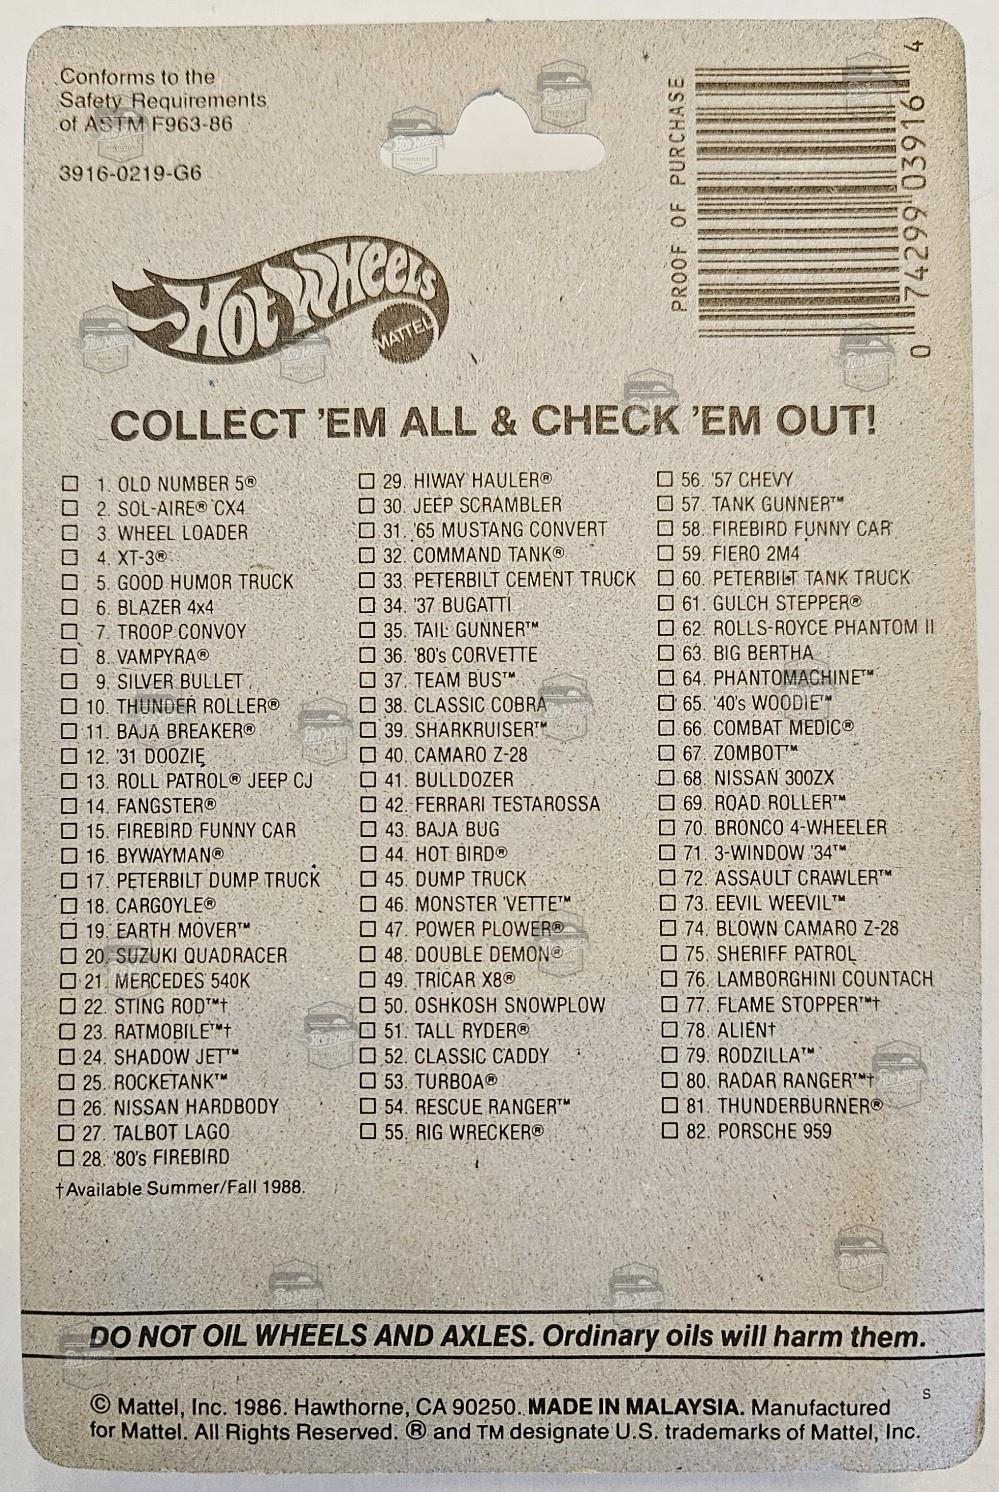 Conforms to the
Safety Requirements
of ASTM F963-86
3916-0219-G6
PROOF OF PURCHASE
0 74299 03916 4
Hot Wheels
MATTEL
COLLECT 'EM ALL & CHECK 'EM OUT!
☐ 1. OLD NUMBER 5®
☐ 2. SOL-AIRE® CX4
☐ 3. WHEEL LOADER
☐ 4. XT-3®
☐ 5. GOOD HUMOR TRUCK
☐ 6. BLAZER 4x4
☐ 7. TROOP CONVOY
☐ 8. VAMPYRA®
☐ 9. SILVER BULLET
☐ 10. THUNDER ROLLER®
☐ 11. BAJA BREAKER®
☐ 12. '31 DOOZIE
☐ 13. ROLL PATROL® JEEP CJ
☐ 14. FANGSTER®
☐ 15. FIREBIRD FUNNY CAR
☐ 16. BYWAYMAN®
☐ 17. PETERBILT DUMP TRUCK
☐ 18. CARGOYLE®
☐ 19. EARTH MOVER™
☐ 20. SUZUKI QUADRACER
☐ 21. MERCEDES 540K
☐ 22. STING ROD™†
☐ 23. RATMOBILE™†
☐ 24. SHADOW JET™
☐ 25. ROCKETANK™
☐ 26. NISSAN HARDBODY
☐ 27. TALBOT LAGO
☐ 28. '80's FIREBIRD
†Available Summer/Fall 1988.
☐ 29. HIWAY HAULER®
☐ 30. JEEP SCRAMBLER
☐ 31. '65 MUSTANG CONVERT
☐ 32. COMMAND TANK®
☐ 33. PETERBILT CEMENT TRUCK
☐ 34. '37 BUGATTI
☐ 35. TAIL GUNNER™
☐ 36. '80's CORVETTE
☐ 37. TEAM BUS™
☐ 38. CLASSIC COBRA
☐ 39. SHARKRUISER™
☐ 40. CAMARO Z-28
☐ 41. BULLDOZER
☐ 42. FERRARI TESTAROSSA
☐ 43. BAJA BUG
☐ 44. HOT BIRD®
☐ 45. DUMP TRUCK
☐ 46. MONSTER 'VETTE™
☐ 47. POWER PLOWER®
☐ 48. DOUBLE DEMON®
☐ 49. TRICAR X8®
☐ 50. OSHKOSH SNOWPLOW
☐ 51. TALL RYDER®
☐ 52. CLASSIC CADDY
☐ 53. TURBOA®
☐ 54. RESCUE RANGER™
☐ 55. RIG WRECKER®
☐ 56. '57 CHEVY
☐ 57. TANK GUNNER™
☐ 58. FIREBIRD FUNNY CAR
☐ 59. FIERO 2M4
☐ 60. PETERBILT TANK TRUCK
☐ 61. GULCH STEPPER®
☐ 62. ROLLS-ROYCE PHANTOM II
☐ 63. BIG BERTHA
☐ 64. PHANTOMACHINE™
☐ 65. '40's WOODIE™
☐ 66. COMBAT MEDIC®
☐ 67. ZOMBOT™
☐ 68. NISSAN 300ZX
☐ 69. ROAD ROLLER™
☐ 70. BRONCO 4-WHEELER
☐ 71. 3-WINDOW '34™
☐ 72. ASSAULT CRAWLER™
☐ 73. EEVIL WEEVIL™
☐ 74. BLOWN CAMARO Z-28
☐ 75. SHERIFF PATROL
☐ 76. LAMBORGHINI COUNTACH
☐ 77. FLAME STOPPER™†
☐ 78. ALIEN†
☐ 79. RODZILLA™
☐ 80. RADAR RANGER™†
☐ 81. THUNDERBURNER®
☐ 82. PORSCHE 959
DO NOT OIL WHEELS AND AXLES. Ordinary oils will harm them.
S
© Mattel, Inc. 1986. Hawthorne, CA 90250. MADE IN MALAYSIA. Manufactured
for Mattel. All Rights Reserved. ® and TM designate U.S. trademarks of Mattel, Inc.